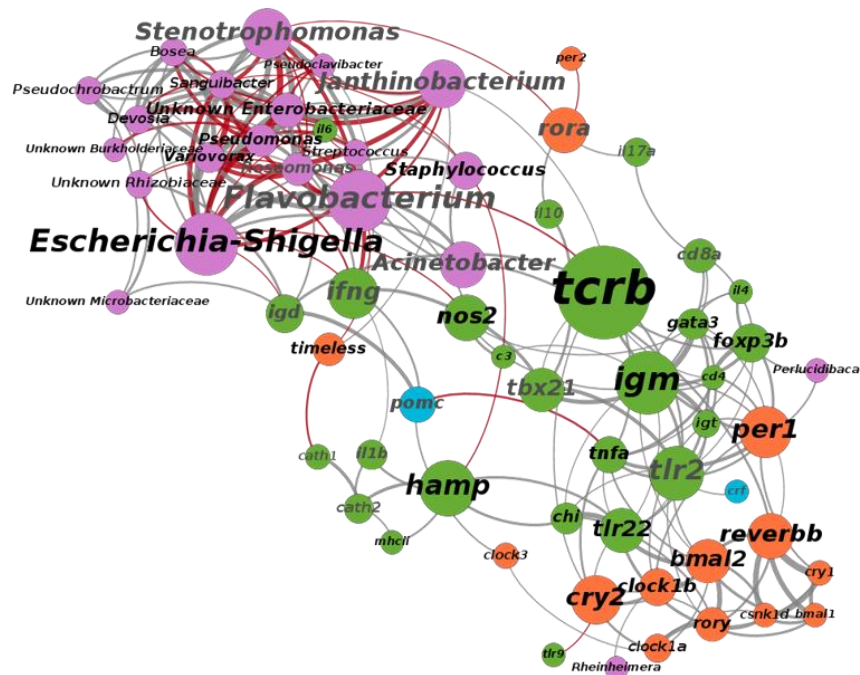 Stenotrophomonas
Bosea
Pseudoclavibacter
per2
Pseudochrobactrum
Sanguibacter
Janthinobacterium
Unknown Enterobacteriaceae
Devosia
il6
rora
Pseudomonas
Unknown Burkholderiaceae
Variovorax
Streptococcus
il17a
Roseomonas
Staphylococcus
Unknown Rhizobiaceae
Flavobacterium
il10
Escherichia-Shigella
Acinetobacter
cd8a
tcrb
ifng
il4
Unknown Microbacteriaceae
igd
nos2
gata3
foxp3b
timeless
c3
Perlucidibaca
cd4
igm
tbx21
pomc
igt
per1
cath1
il1b
tnfa
tlr2
hamp
crf
cath2
chi
tlr22
reverbb
mhcii
clock3
bmal2
cry1
clock1b
cry2
csnk1d
bmal1
rory
clock1a
tlr9
Rheinheimera